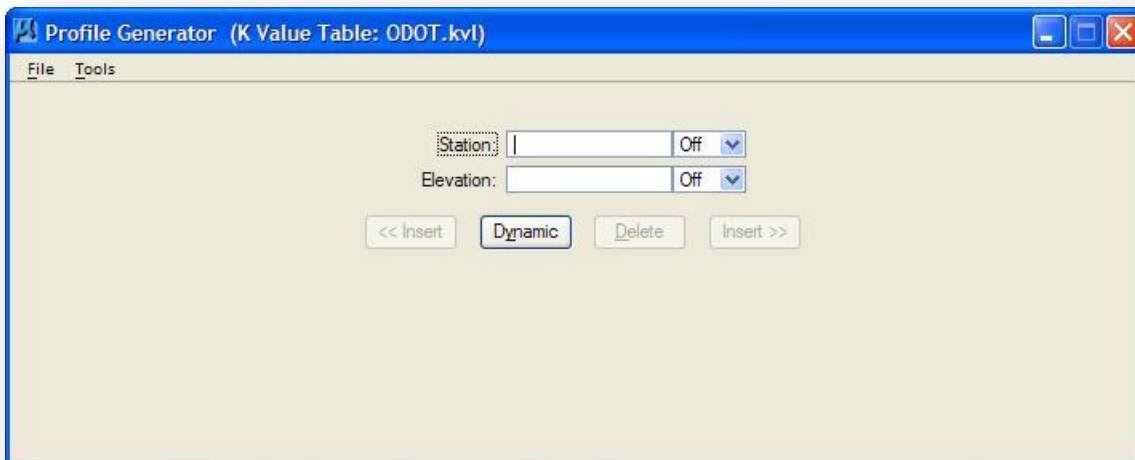 Profile Generator (K Value Table: ODOT.kvl)
File Tools
Station: Off
Elevation: Off
<< Insert Dynamic Delete Insert >>